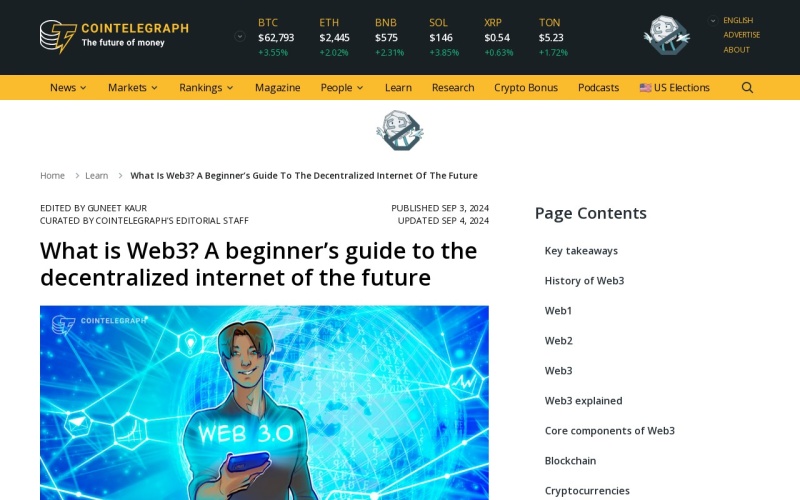 COINTELEGRAPH
The future of money
BTC
$62,793
+3.55%
ETH
$2,445
+2.02%
BNB
$575
+2.31%
SOL
$146
+3.85%
XRP
$0.54
+0.63%
TON
$5.23
+1.72%
ENGLISH
ADVERTISE
ABOUT
News
Markets
Rankings
Magazine
People
Learn
Research
Crypto Bonus
Podcasts
US Elections
Home
Learn
What Is Web3? A Beginner's Guide To The Decentralized Internet Of The Future
EDITED BY GUNEET KAUR
CURATED BY COINTELEGRAPH'S EDITORIAL STAFF
PUBLISHED SEP 3, 2024
UPDATED SEP 4, 2024
What is Web3? A beginner’s guide to the
decentralized internet of the future
COINTELEGRAPH
WEB 3.0
Page Contents
Key takeaways
History of Web3
Web1
Web2
Web3
Web3 explained
Core components of Web3
Blockchain
Cryptocurrencies